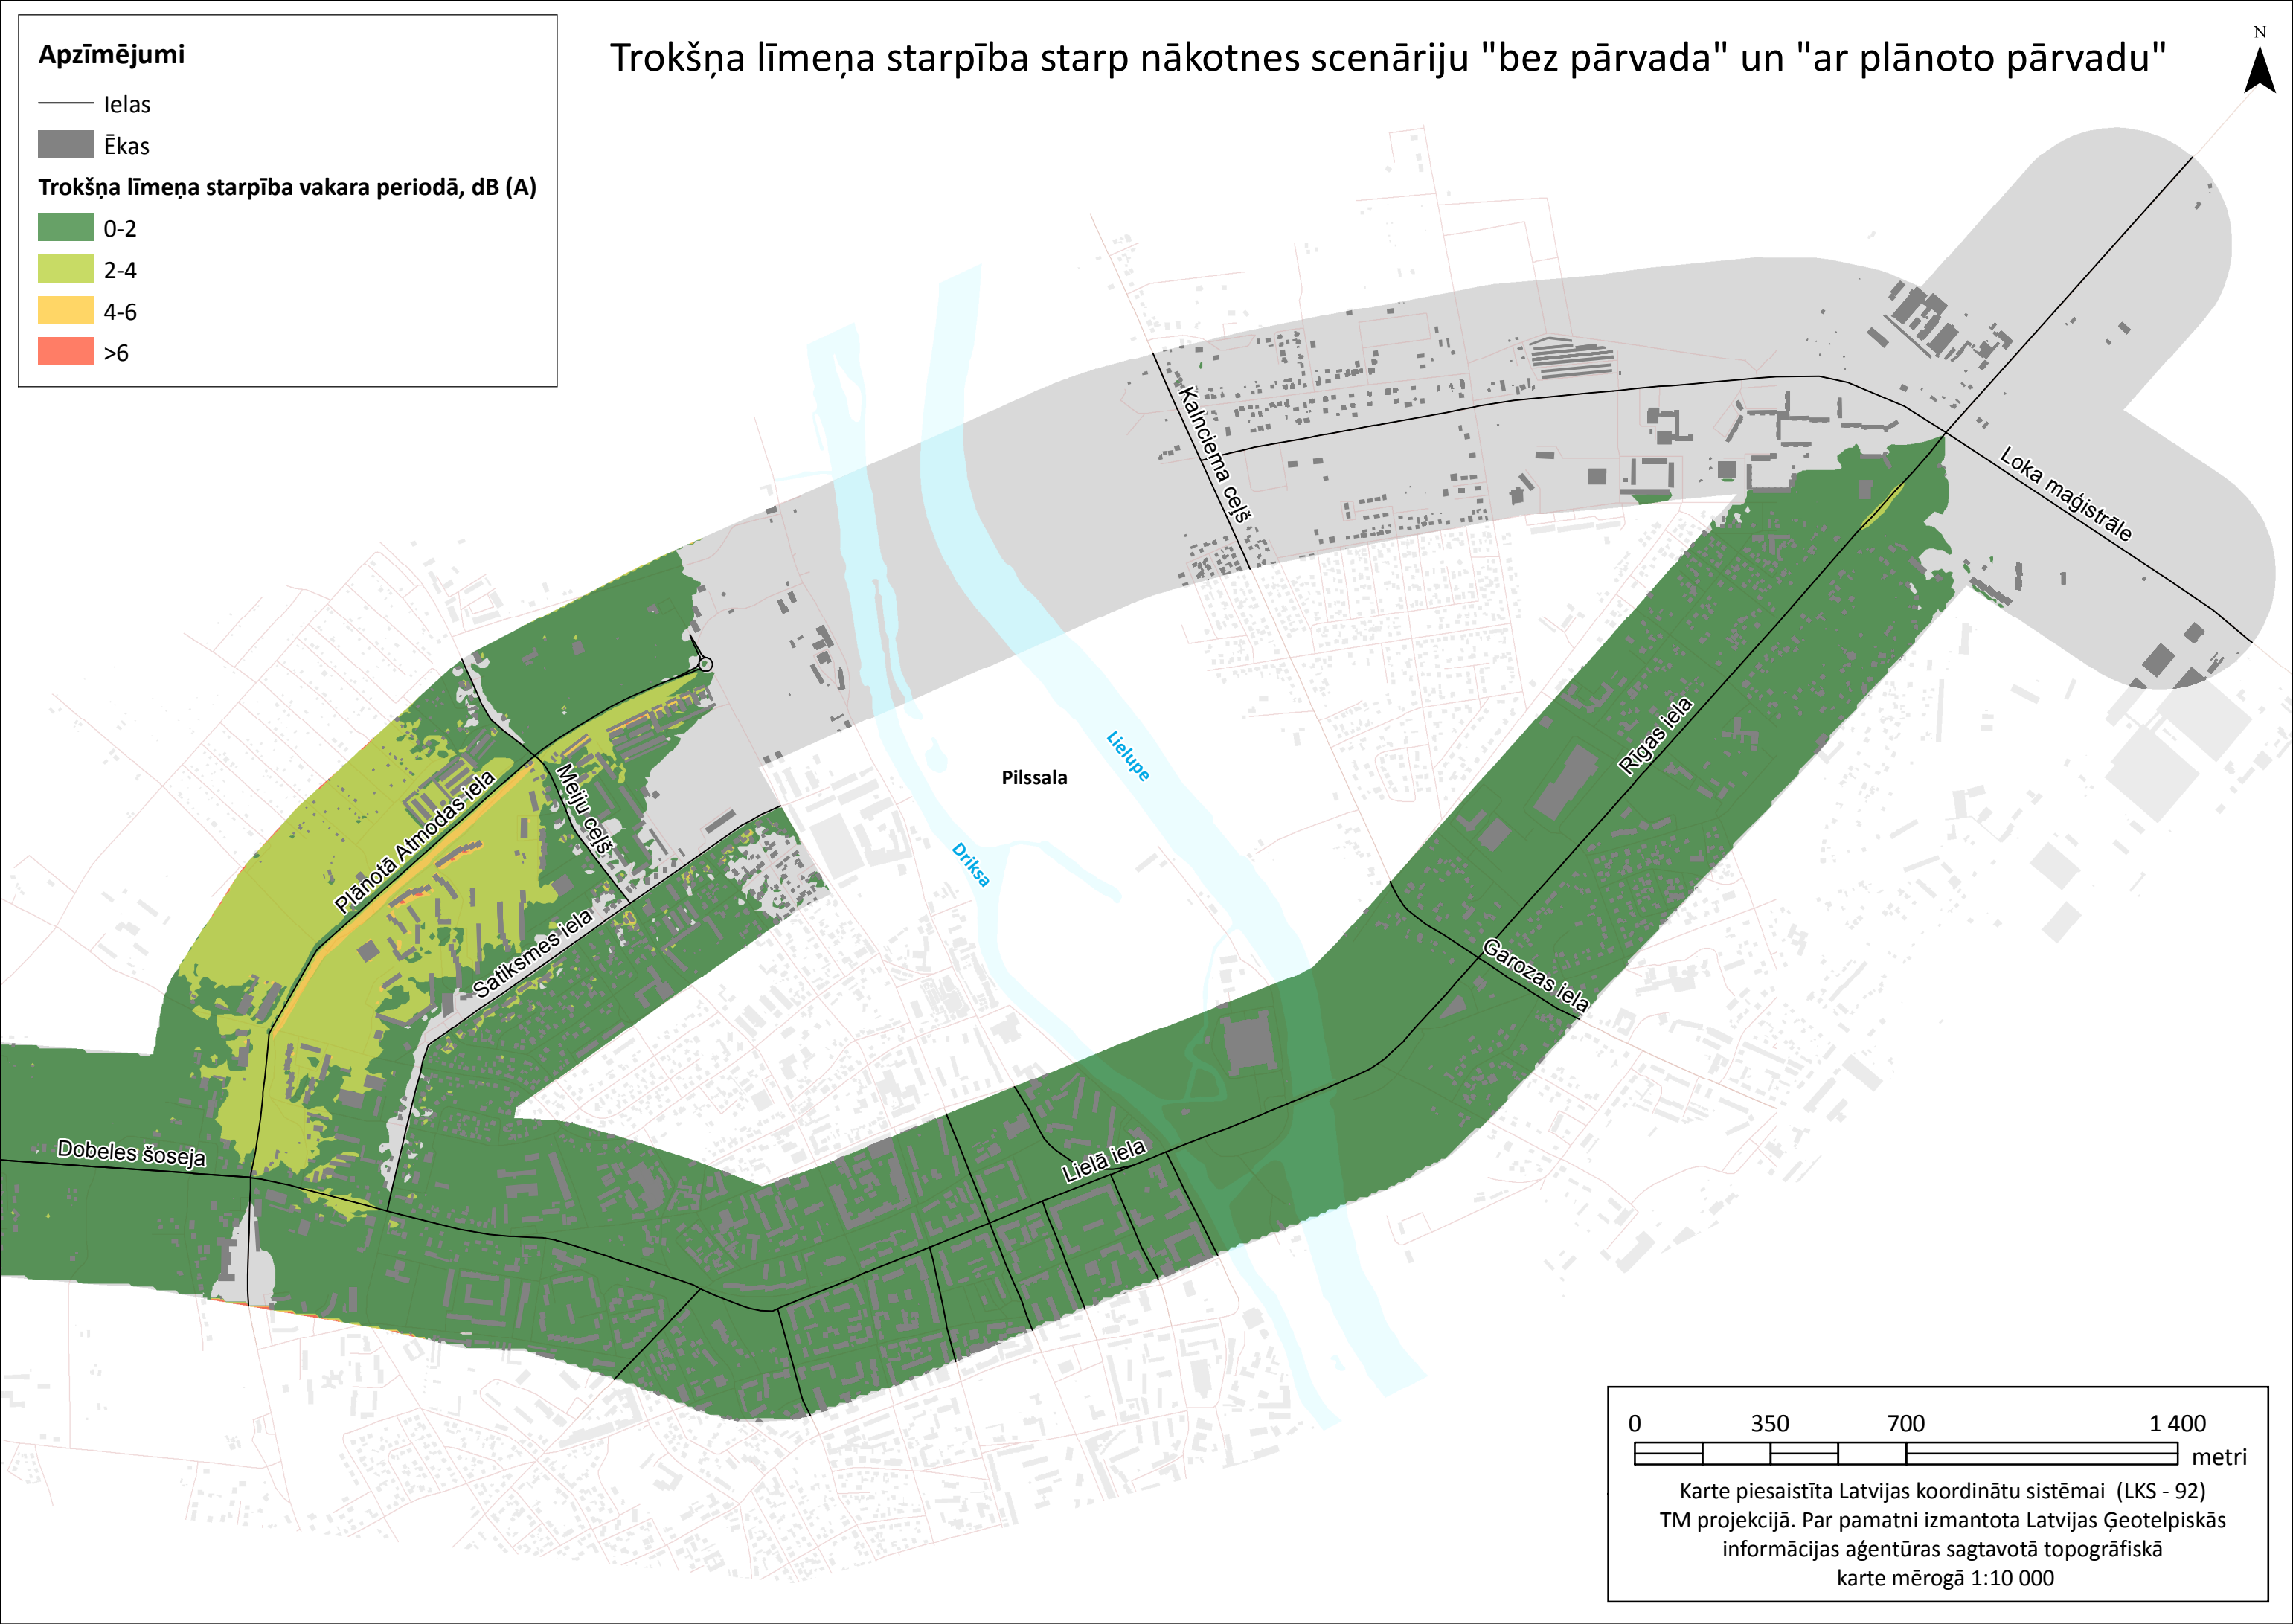 Trokšņa līmeņa starpība starp nākotnes scenāriju "bez pārvada" un "ar plānoto pārvadu"
N
Apzīmējumi
Ielas
Ēkas
Trokšņa līmeņa starpība vakara periodā, dB (A)
0-2
2-4
4-6
>6
Kalnciema ceļš
Loka maģistrāle
Rīgas iela
Lielupe
Pilssala
Driksa
Meiju ceļš
Plānotā Atmodas iela
Satiksmes iela
Garozas iela
Dobeles šoseja
Lielā iela
0 350 700 1 400
metri
Karte piesaistīta Latvijas koordinātu sistēmai (LKS - 92)
TM projekcijā. Par pamatni izmantota Latvijas Ģeotelpiskās
informācijas aģentūras sagtavotā topogrāfiskā
karte mērogā 1:10 000